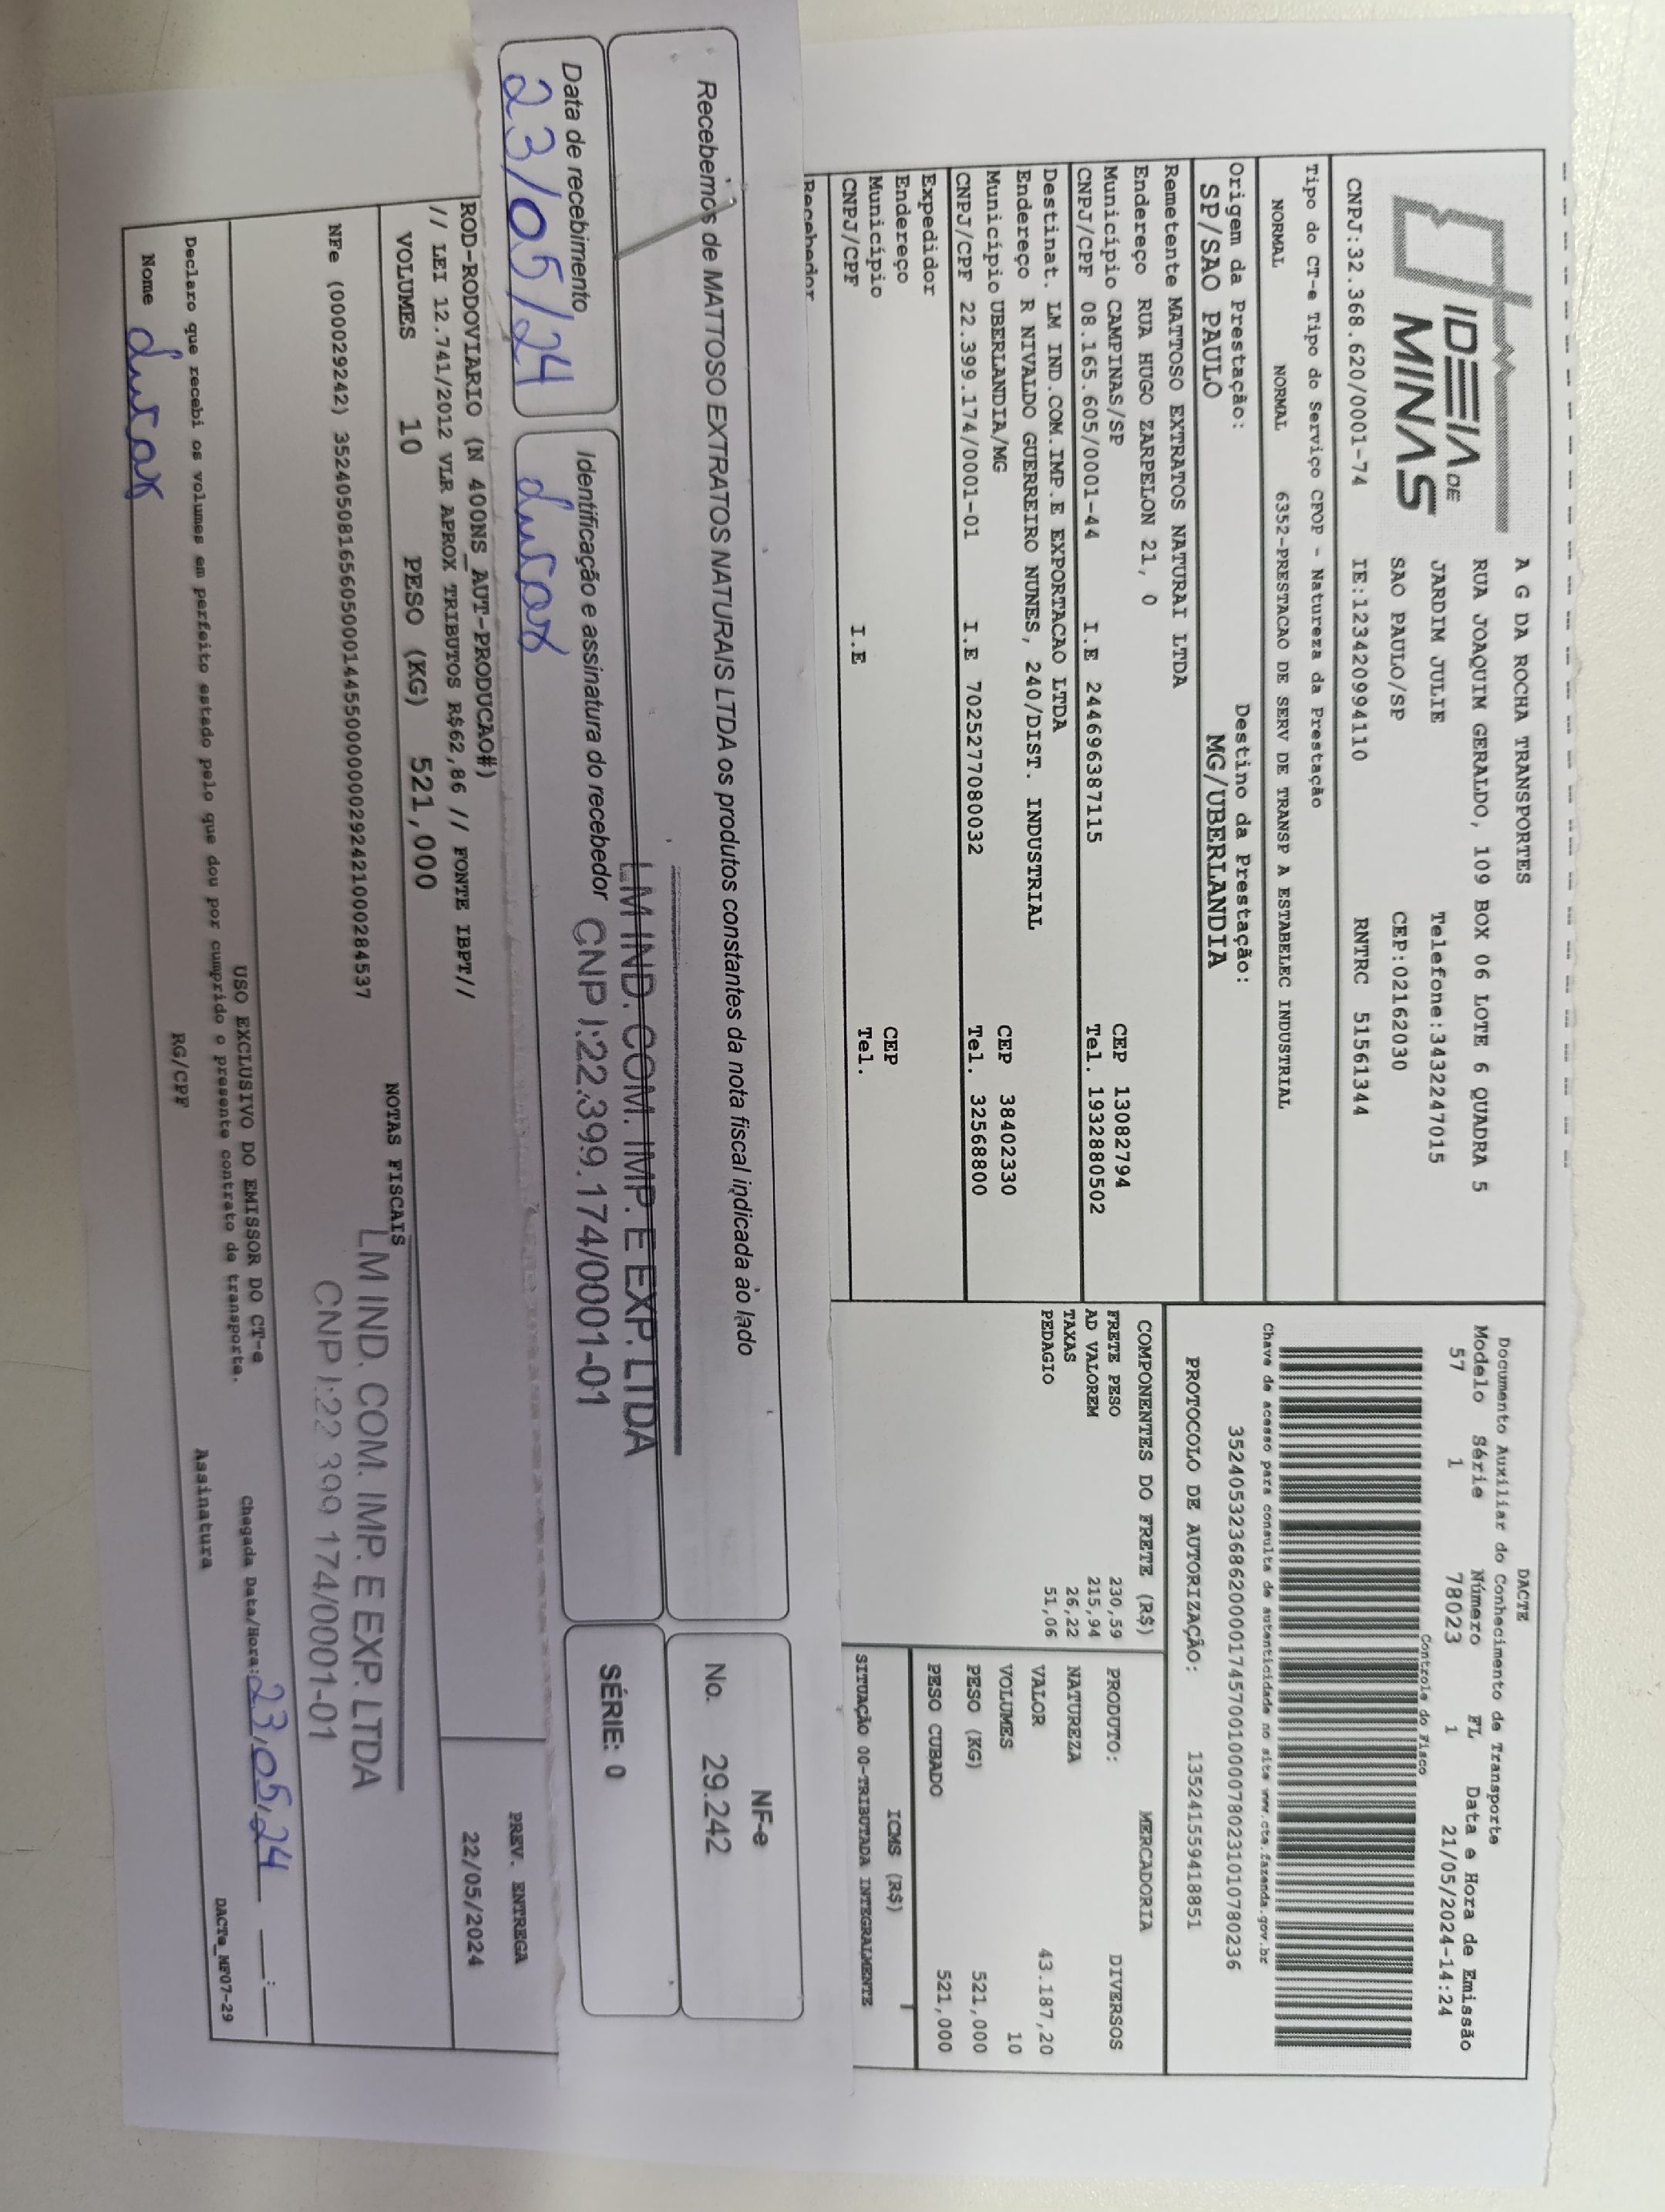 IDEIA DE
MINAS
A G DA ROCHA TRANSPORTES
RUA JOAQUIM GERALDO, 109 BOX 06 LOTE 6 QUADRA 5
JARDIM JULIE Telefone:3432247015
SAO PAULO/SP CEP:02162030
CNPJ:32.368.620/0001-74 IE:123420994110 RNTRC 51561344
Tipo do CT-e Tipo do Serviço CFOP - Natureza da Prestação
NORMAL NORMAL 6352-PRESTACAO DE SERV DE TRANSP A ESTABELEC INDUSTRIAL
Origem da Prestação: Destino da Prestação:
SP/SAO PAULO MG/UBERLANDIA
Remetente MATTOSO EXTRATOS NATURAI LTDA
Endereço RUA HUGO ZARPELON 21, 0
Município CAMPINAS/SP CEP 13082794
CNPJ/CPF 08.165.605/0001-44 I.E 244696387115 Tel. 1932880502
Destinat. LM IND.COM.IMP.E EXPORTACAO LTDA
Endereço R NIVALDO GUERREIRO NUNES, 240/DIST. INDUSTRIAL
Município UBERLANDIA/MG CEP 38402330
CNPJ/CPF 22.399.174/0001-01 I.E 7025277080032 Tel. 32568800
Expedidor
Endereço
Município CEP
CNPJ/CPF I.E Tel.
Recebedor
DACTE
Documento Auxiliar do Conhecimento de Transporte
Modelo Série Número FL Data e Hora de Emissão
57 1 78023 1 21/05/2024-14:24
Controle do Fisco
Chave de acesso para consulta de autenticidade no site www.cte.fazenda.gov.br
35240532368620000174570010000780231010780236
PROTOCOLO DE AUTORIZAÇÃO: 135241559418851
COMPONENTES DO FRETE (R$)
FRETE PESO 230,59
AD VALOREM 215,94
TAXAS 26,22
PEDAGIO 51,06
MERCADORIA
PRODUTO: DIVERSOS
NATUREZA
VALOR 43.187,20
VOLUMES 10
PESO (KG) 521,000
PESO CUBADO 521,000
ICMS (R$)
SITUAÇÃO 00-TRIBUTADA INTEGRALMENTE
Recebemos de MATTOSO EXTRATOS NATURAIS LTDA os produtos constantes da nota fiscal indicada ao lado
NF-e
No. 29.242
SÉRIE: 0
LM IND. COM. IMP. E EXP. LTDA
CNPJ:22.399.174/0001-01
Data de recebimento Identificação e assinatura do recebedor
23/05/24 Lucas
ROD-RODOVIARIO (N 400NS_AUT-PRODUCAO#)
// LEI 12.741/2012 VLR APROX TRIBUTOS R$62,86 // FONTE IBPT//
PREV. ENTREGA
22/05/2024
VOLUMES 10 PESO (KG) 521,000
NOTAS FISCAIS
NFe (000029242) 35240508165605000144550000000292421000284537
LM IND. COM. IMP. E EXP. LTDA
CNPJ:22 399 174/0001-01
USO EXCLUSIVO DO EMISSOR DO CT-e
Declaro que recebi os volumes em perfeito estado pelo que dou por cumprido o presente contrato de transporte.
Chegada Data/Hora: 23/05/24 __:__
Nome Lucas RG/CPF Assinatura
DACTe_MF07-29